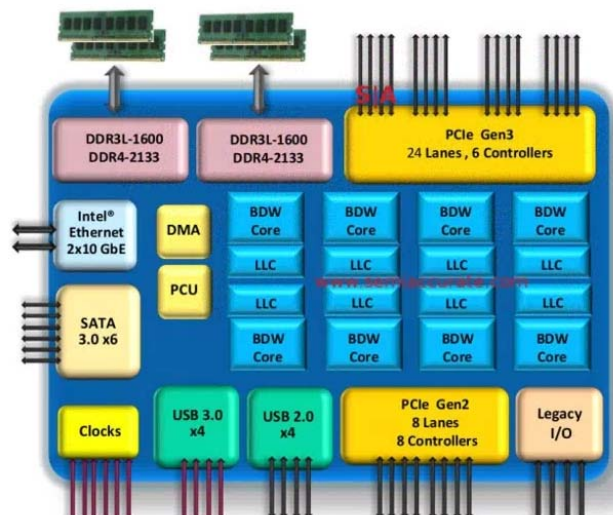 S|A
DDR3L-1600
DDR4-2133
DDR3L-1600
DDR4-2133
PCIe Gen3
24 Lanes , 6 Controllers
Intel®
Ethernet
2x10 GbE
DMA
PCU
BDW
Core
BDW
Core
BDW
Core
BDW
Core
LLC
LLC
LLC
LLC
www.semiaccurate.com
LLC
LLC
LLC
LLC
BDW
Core
BDW
Core
BDW
Core
BDW
Core
SATA
3.0 x6
Clocks
USB 3.0
x4
USB 2.0
x4
PCIe Gen2
8 Lanes
8 Controllers
Legacy
I/O